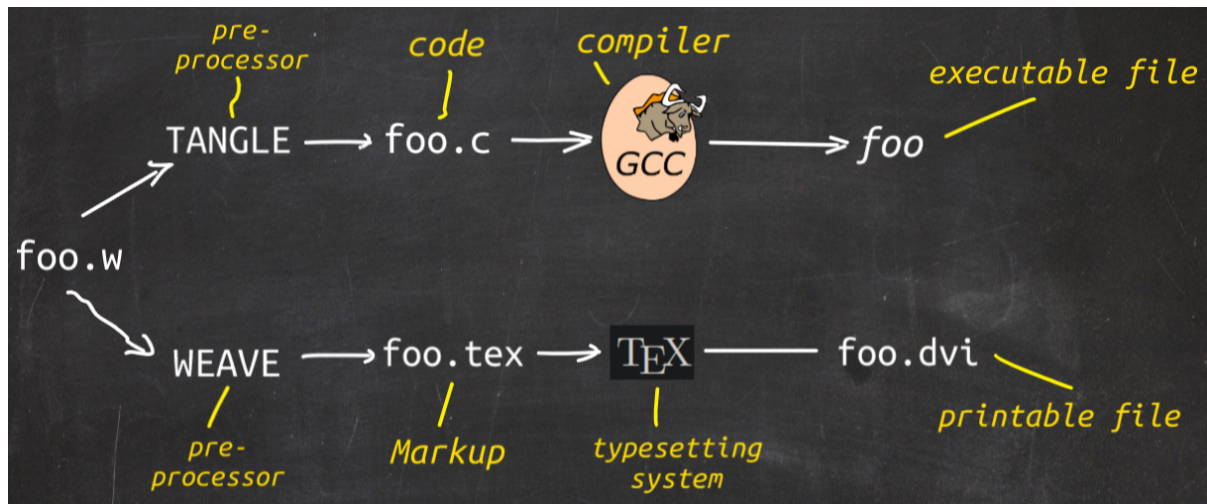 pre-
processor
code
compiler
executable file
TANGLE
foo.c
GCC
foo
foo.w
WEAVE
foo.tex
TEX
foo.dvi
pre-
processor
Markup
typesetting
system
printable file